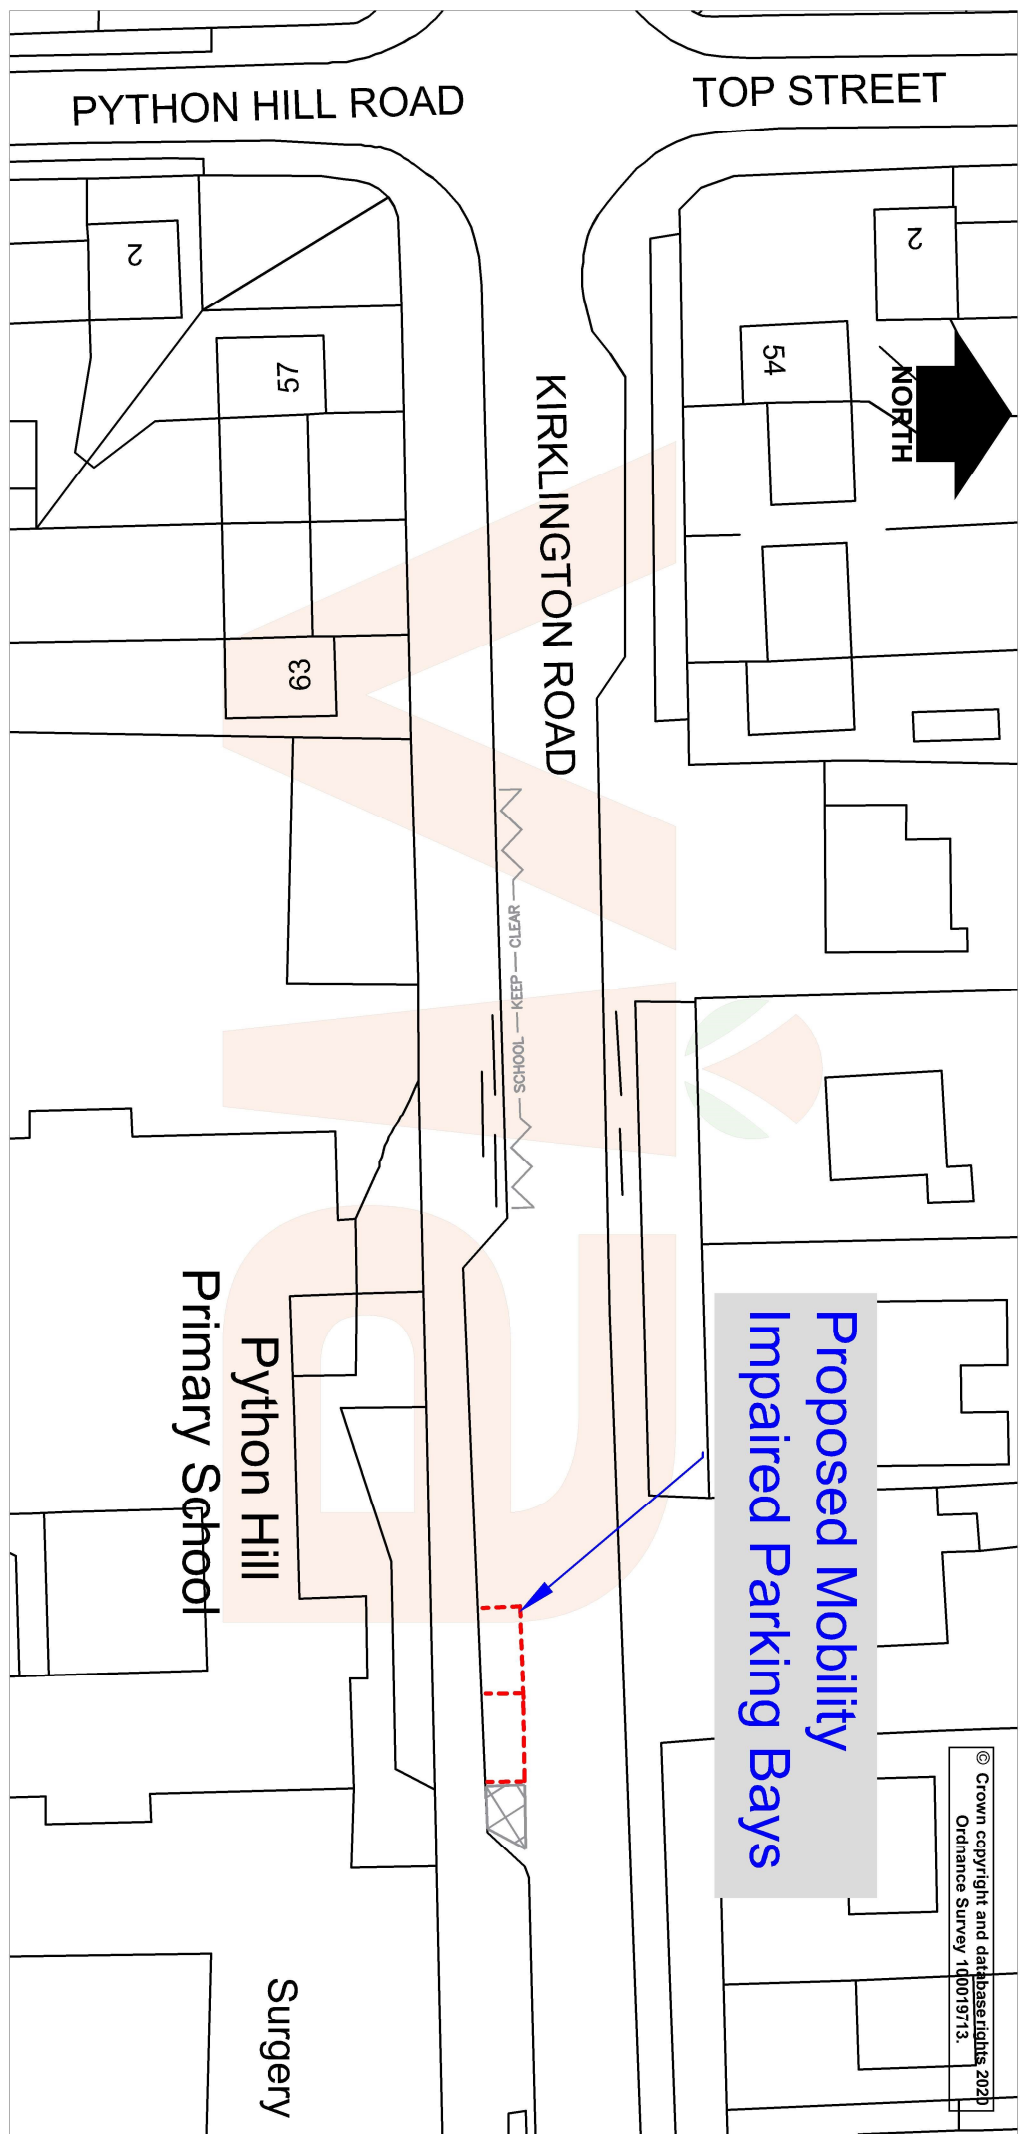 PYTHON HILL ROAD
TOP STREET
2
2
57
54
NORTH
KIRKLINGTON ROAD
63
SCHOOL KEEP CLEAR
Python Hill
Primary School
Proposed Mobility
Impaired Parking Bays
© Crown copyright and database rights 2020
Ordnance Survey 100019713.
Surgery